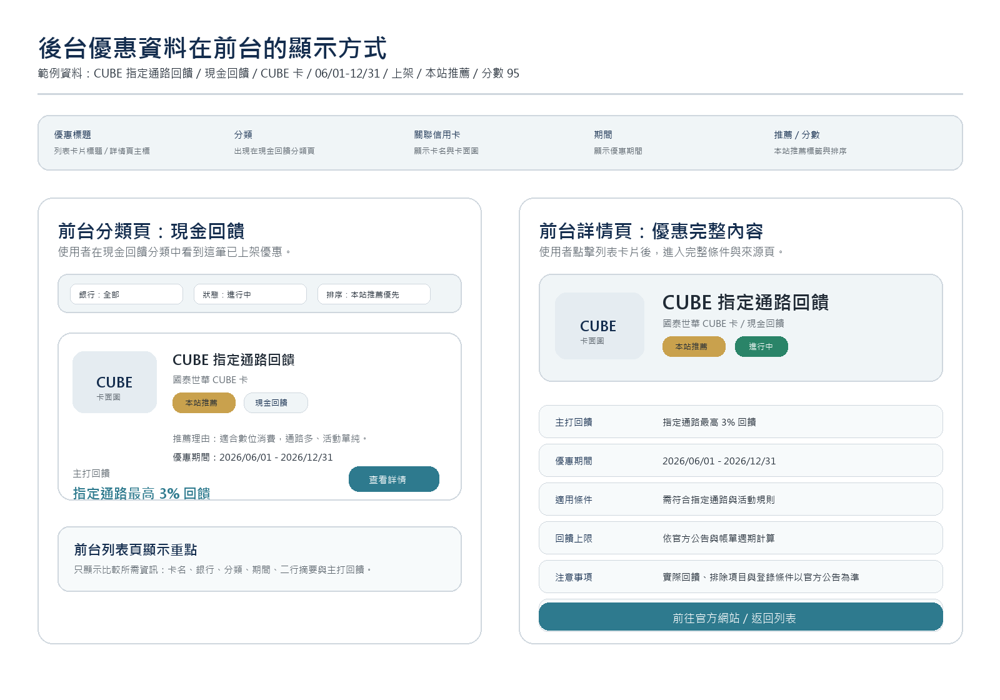 後台優惠資料在前台的顯示方式
範例資料：CUBE 指定通路回饋 / 現金回饋 / CUBE 卡 / 06/01-12/31 / 上架 / 本站推薦 / 分數 95
優惠標題
列表卡片標題 / 詳情頁主標
分類
出現在現金回饋分類頁
關聯信用卡
顯示卡名與卡面圖
期間
顯示優惠期間
推薦 / 分數
本站推薦標籤與排序
前台分類頁：現金回饋
使用者在現金回饋分類中看到這筆已上架優惠。
銀行：全部
狀態：進行中
排序：本站推薦優先
CUBE
卡面圖
CUBE 指定通路回饋
國泰世華 CUBE 卡
本站推薦
現金回饋
推薦理由：適合數位消費，通路多、活動單純。
優惠期間：2026/06/01 - 2026/12/31
主打回饋
指定通路最高 3% 回饋
查看詳情
前台列表頁顯示重點
只顯示比較所需資訊：卡名、銀行、分類、期間、二行摘要與主打回饋。
前台詳情頁：優惠完整內容
使用者點擊列表卡片後，進入完整條件與來源頁。
CUBE
卡面圖
CUBE 指定通路回饋
國泰世華 CUBE 卡 / 現金回饋
本站推薦
進行中
主打回饋
指定通路最高 3% 回饋
優惠期間
2026/06/01 - 2026/12/31
適用條件
需符合指定通路與活動規則
回饋上限
依官方公告與帳單週期計算
注意事項
實際回饋、排除項目與登錄條件以官方公告為準
前往官方網站 / 返回列表